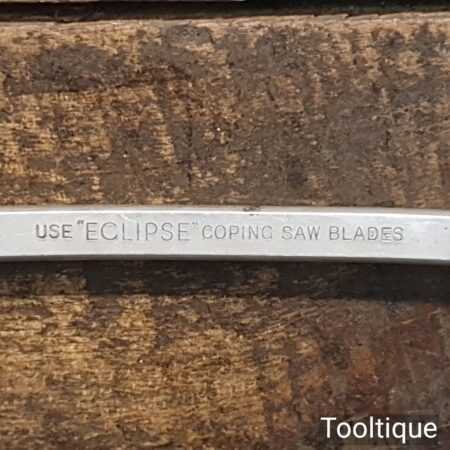 USE "ECLIPSE" COPING SAW BLADES
Tooltique